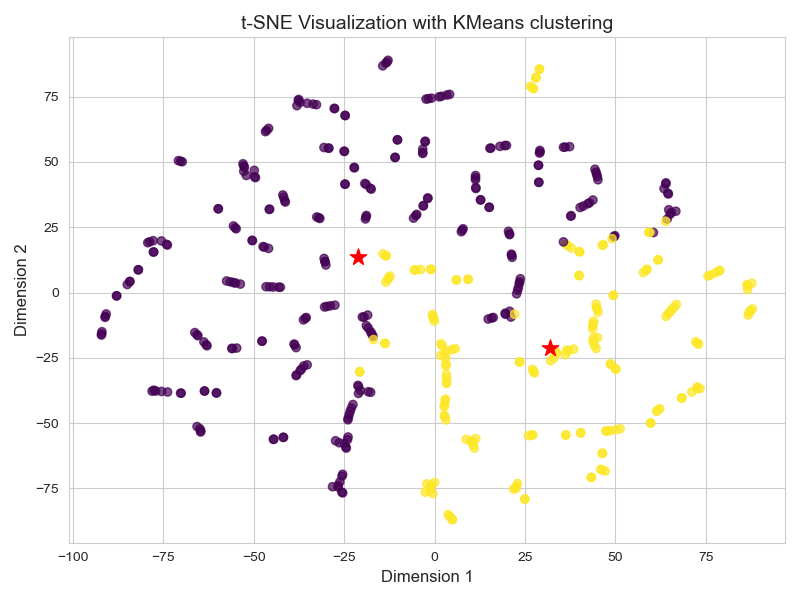 t-SNE Visualization with KMeans clustering
75
50
25
0
−25
−50
−75
Dimension 2
−100 −75 −50 −25 0 25 50 75
Dimension 1